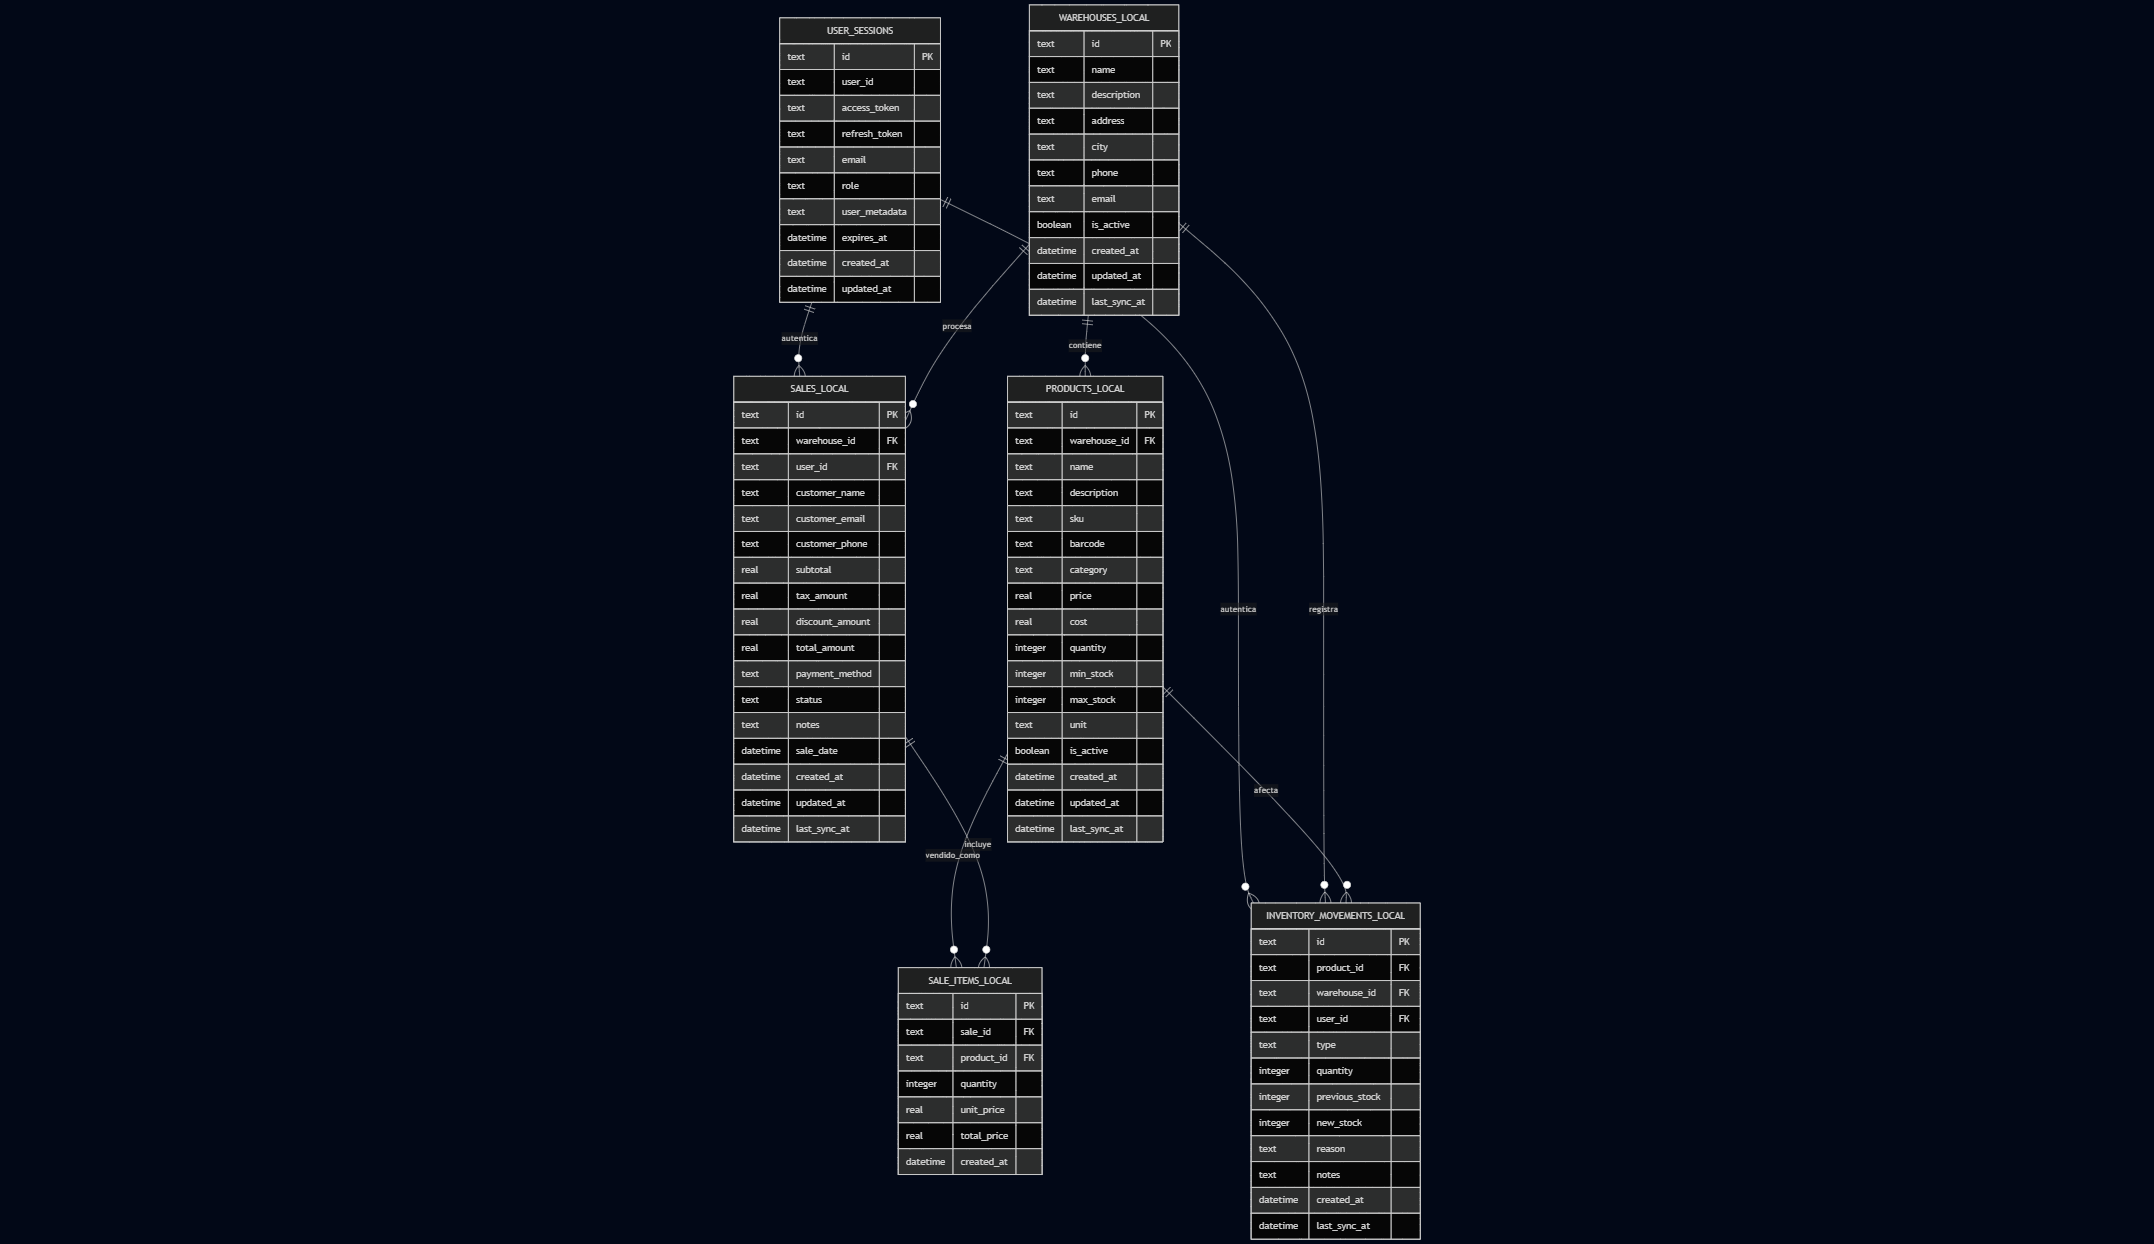 USER_SESSIONS
text id PK
text user_id
text access_token
text refresh_token
text email
text role
text user_metadata
datetime expires_at
datetime created_at
datetime updated_at
WAREHOUSES_LOCAL
text id PK
text name
text description
text address
text city
text phone
text email
boolean is_active
datetime created_at
datetime updated_at
datetime last_sync_at
autentica
procesa
contiene
SALES_LOCAL
text id PK
text warehouse_id FK
text user_id FK
text customer_name
text customer_email
text customer_phone
real subtotal
real tax_amount
real discount_amount
real total_amount
text payment_method
text status
text notes
datetime sale_date
datetime created_at
datetime updated_at
datetime last_sync_at
PRODUCTS_LOCAL
text id PK
text warehouse_id FK
text name
text description
text sku
text barcode
text category
real price
real cost
integer quantity
integer min_stock
integer max_stock
text unit
boolean is_active
datetime created_at
datetime updated_at
datetime last_sync_at
autentica
registra
afecta
incluye
vendido_como
SALE_ITEMS_LOCAL
text id PK
text sale_id FK
text product_id FK
integer quantity
real unit_price
real total_price
datetime created_at
INVENTORY_MOVEMENTS_LOCAL
text id PK
text product_id FK
text warehouse_id FK
text user_id FK
text type
integer quantity
integer previous_stock
integer new_stock
text reason
text notes
datetime created_at
datetime last_sync_at